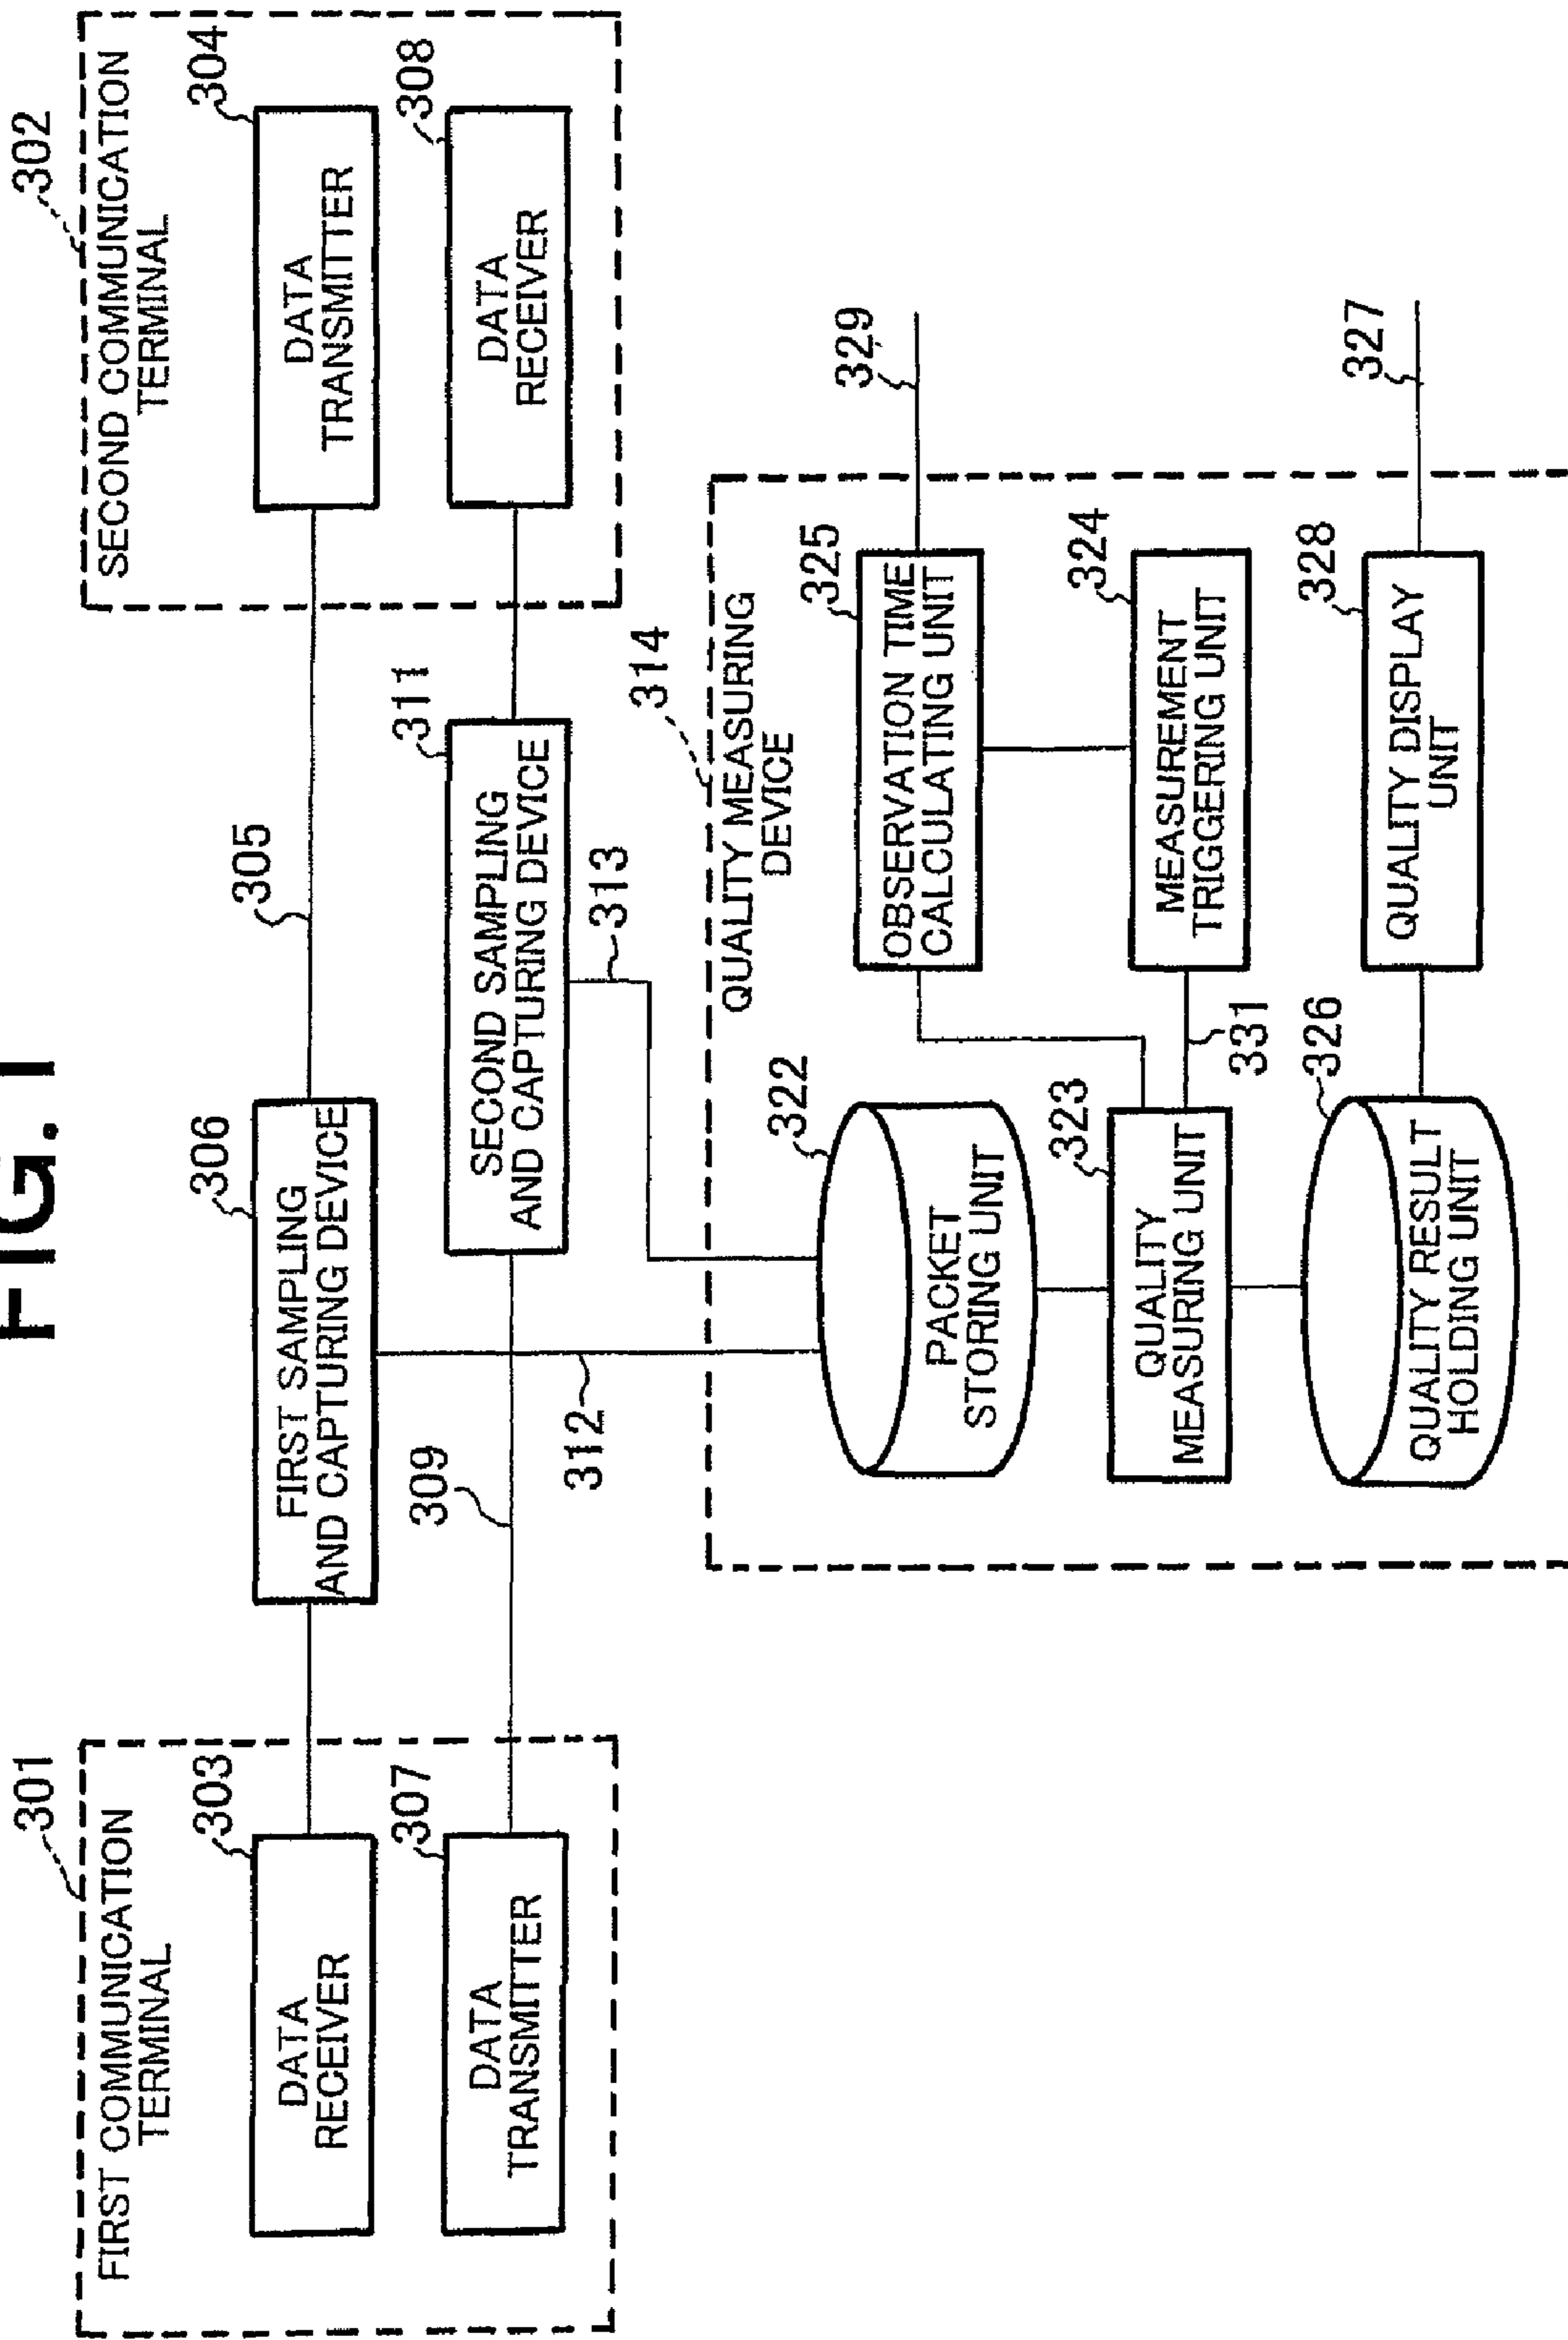 FIG. 1
301
FIRST COMMUNICATION
TERMINAL
303
DATA
RECEIVER
307
DATA
TRANSMITTER
306
FIRST SAMPLING
AND CAPTURING DEVICE
305
309
312
311
SECOND SAMPLING
AND CAPTURING DEVICE
313
302
SECOND COMMUNICATION
TERMINAL
304
DATA
TRANSMITTER
308
DATA
RECEIVER
314
QUALITY MEASURING
DEVICE
322
PACKET
STORING UNIT
323
QUALITY
MEASURING UNIT
326
QUALITY RESULT
HOLDING UNIT
325
OBSERVATION TIME
CALCULATING UNIT
329
324
MEASUREMENT
TRIGGERING UNIT
331
328
QUALITY DISPLAY
UNIT
327